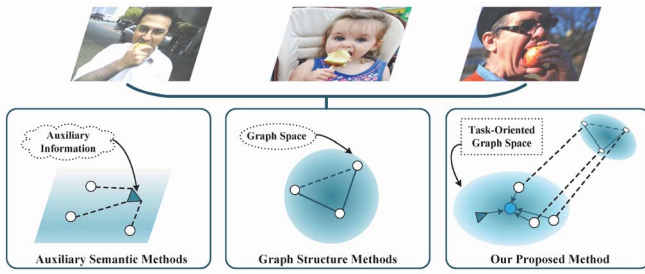 Auxiliary
Information
Auxiliary Semantic Methods
Graph Space
Graph Structure Methods
Task-Oriented
Graph Space
Our Proposed Method